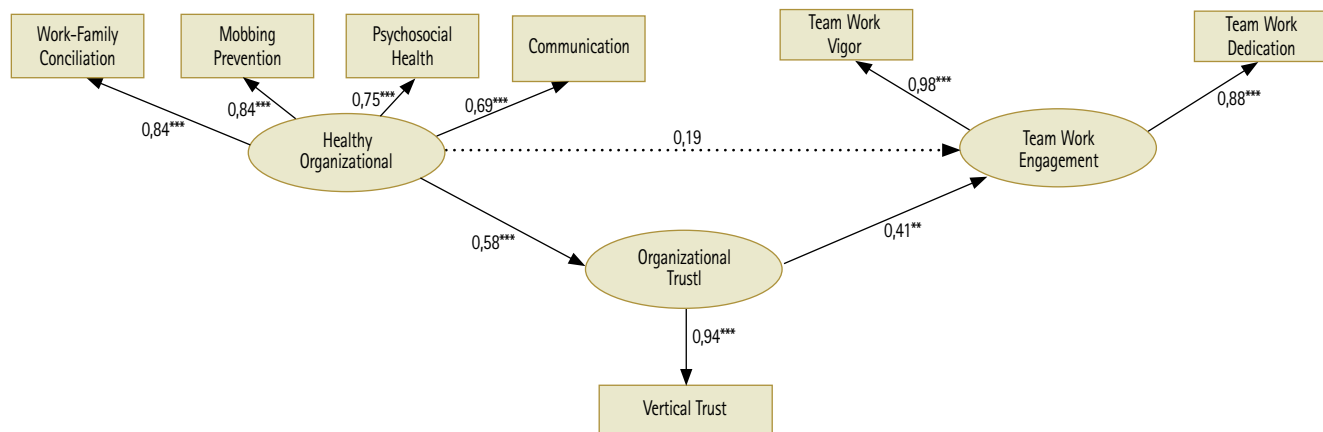 Work-Family
Conciliation
Mobbing
Prevention
Psychosocial
Health
Communication
Team Work
Vigor
Team Work
Dedication
0,84***
0,84***
0,75***
0,69***
0,98***
0,88***
Healthy
Organizational
0,19
Team Work
Engagement
0,58***
0,41**
Organizational
Trustl
0,94***
Vertical Trust